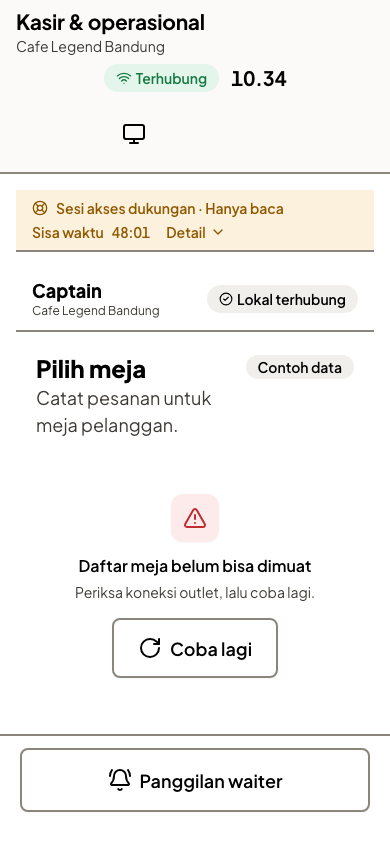 Kasir & operasional
Cafe Legend Bandung
Terhubung 10.34
Sesi akses dukungan · Hanya baca
Sisa waktu 48:01 Detail
Captain
Cafe Legend Bandung
Lokal terhubung
Pilih meja
Contoh data
Catat pesanan untuk
meja pelanggan.
Daftar meja belum bisa dimuat
Periksa koneksi outlet, lalu coba lagi.
Coba lagi
Panggilan waiter